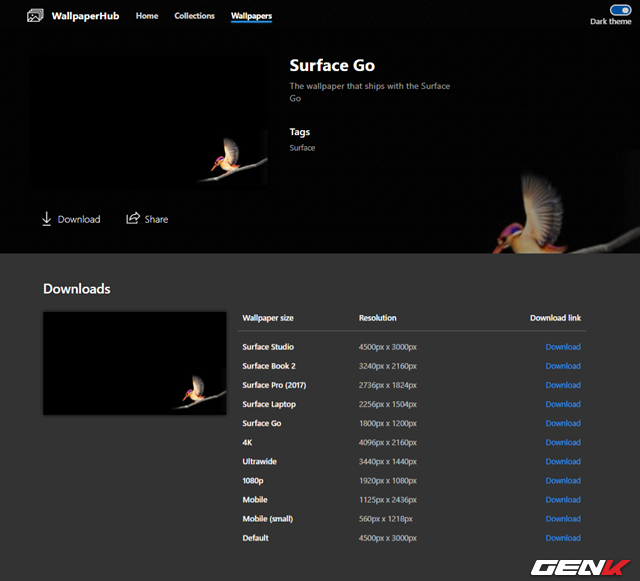 WallpaperHub Home Collections Wallpapers
Dark theme
Surface Go
The wallpaper that ships with the Surface
Go
Tags
Surface
Download Share
Downloads
Wallpaper size Resolution Download link
Surface Studio 4500px x 3000px Download
Surface Book 2 3240px x 2160px Download
Surface Pro (2017) 2736px x 1824px Download
Surface Laptop 2256px x 1504px Download
Surface Go 1800px x 1200px Download
4K 4096px x 2160px Download
Ultrawide 3440px x 1440px Download
1080p 1920px x 1080px Download
Mobile 1125px x 2436px Download
Mobile (small) 560px x 1218px Download
Default 4500px x 3000px Download
GENK